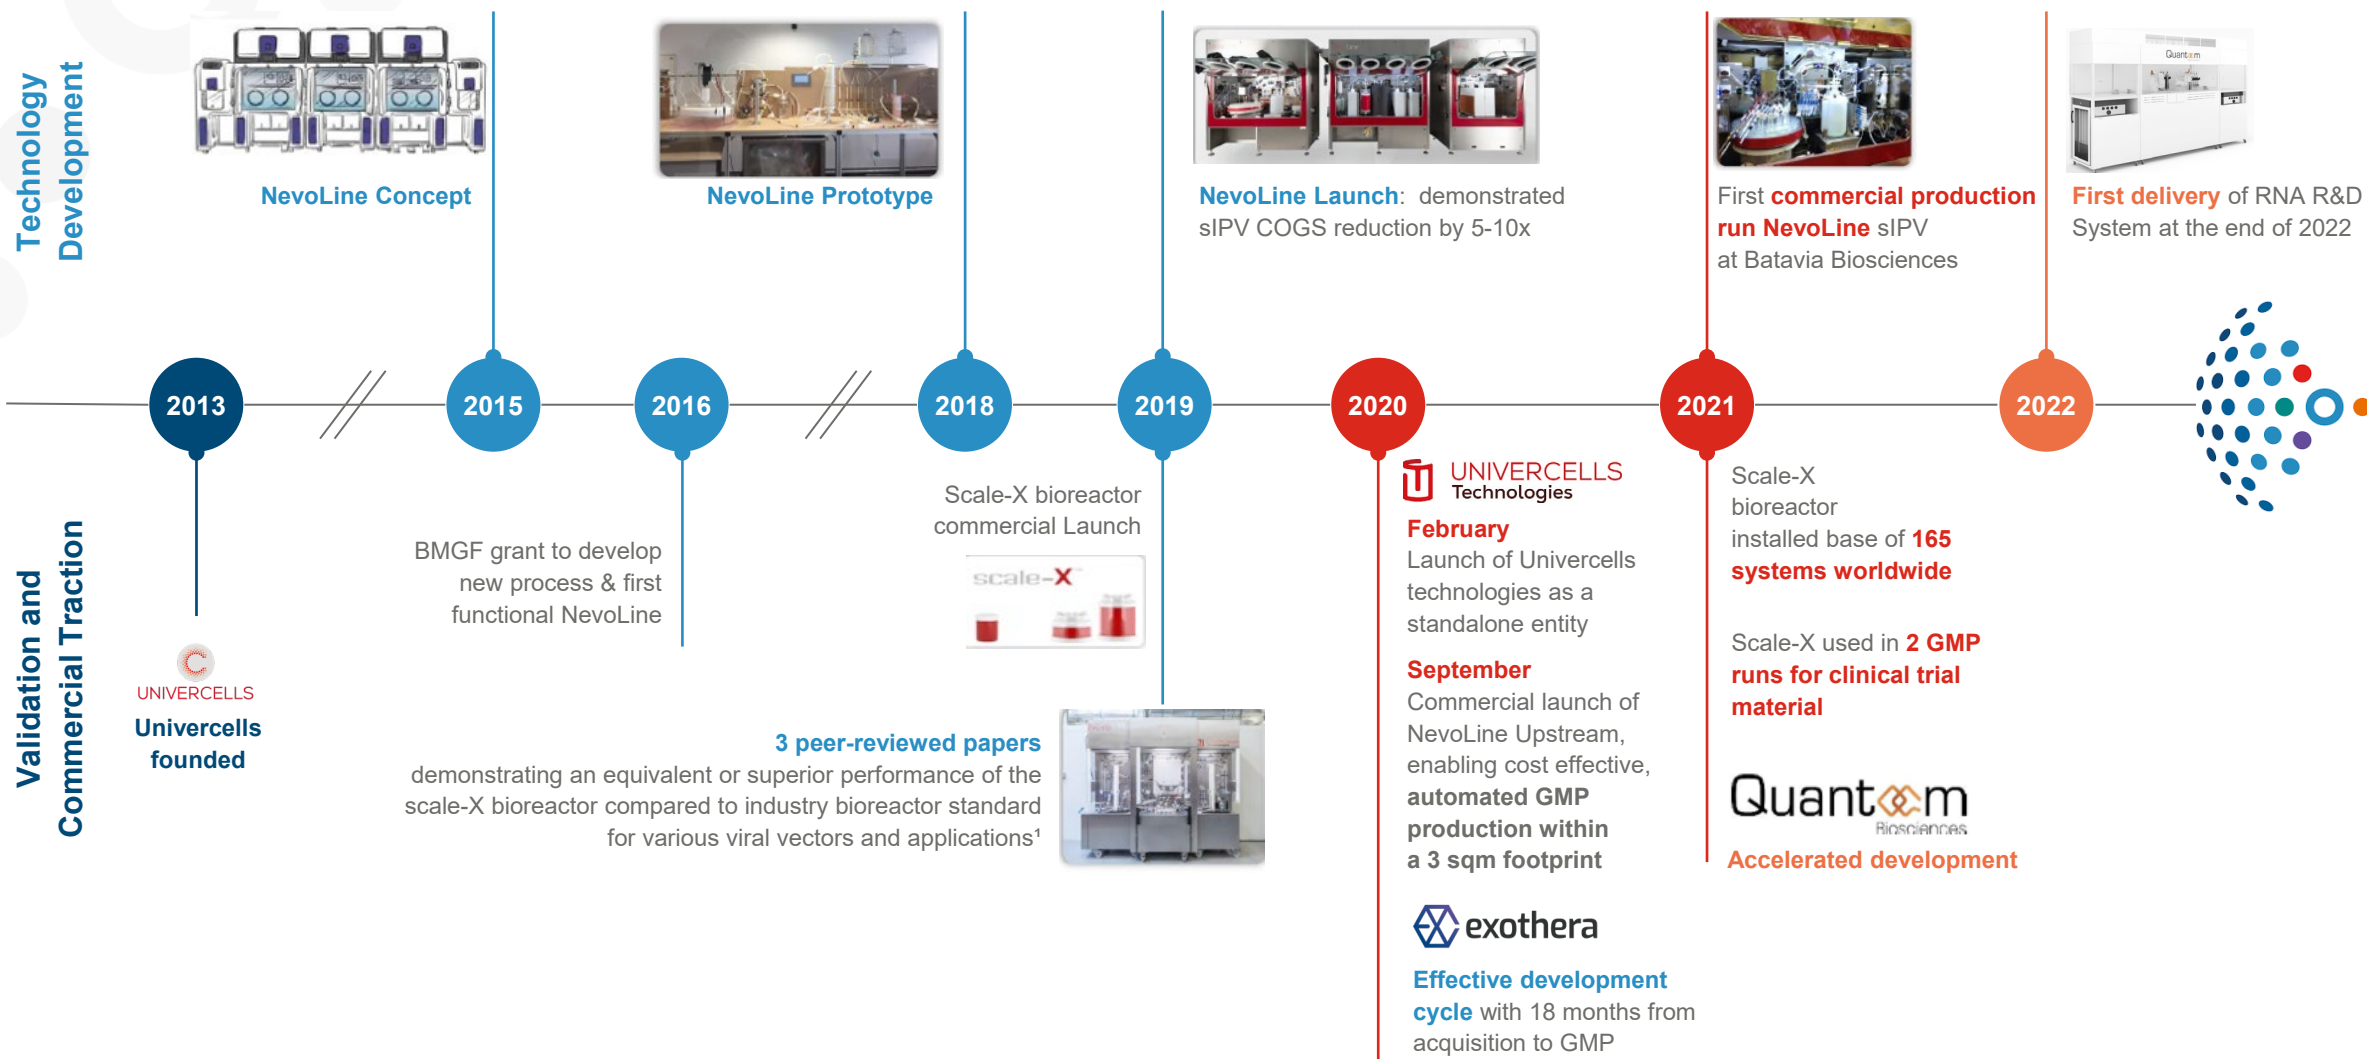 Technology
Development
NevoLine Concept
NevoLine Prototype
NevoLine Launch: demonstrated
sIPV COGS reduction by 5-10x
First commercial production
run NevoLine sIPV
at Batavia Biosciences
Quantoom
First delivery of RNA R&D
System at the end of 2022
2013
2015
2016
2018
2019
2020
2021
2022
Validation and
Commercial Traction
UNIVERCELLS
Univercells
founded
BMGF grant to develop
new process & first
functional NevoLine
Scale-X bioreactor
commercial Launch
scale-X™
3 peer-reviewed papers
demonstrating an equivalent or superior performance of the
scale-X bioreactor compared to industry bioreactor standard
for various viral vectors and applications¹
UNIVERCELLS
Technologies
February
Launch of Univercells
technologies as a
standalone entity
September
Commercial launch of
NevoLine Upstream,
enabling cost effective,
automated GMP
production within
a 3 sqm footprint
exothera
Effective development
cycle with 18 months from
acquisition to GMP
Scale-X
bioreactor
installed base of 165
systems worldwide
Scale-X used in 2 GMP
runs for clinical trial
material
Quantoom
Biosciences
Accelerated development